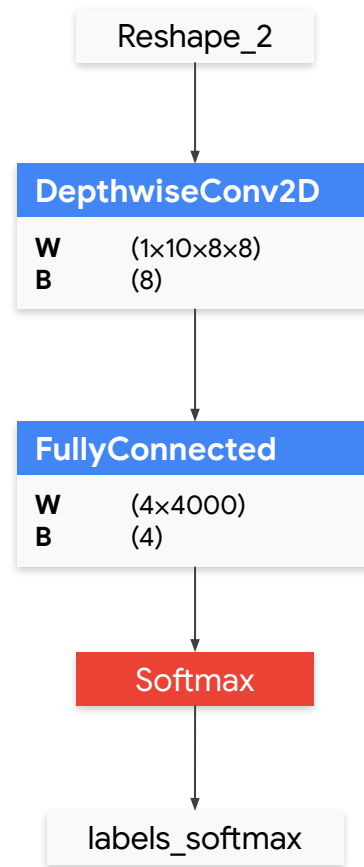 Reshape_2
DepthwiseConv2D
W (1×10×8×8)
B (8)
FullyConnected
W (4×4000)
B (4)
Softmax
labels_softmax